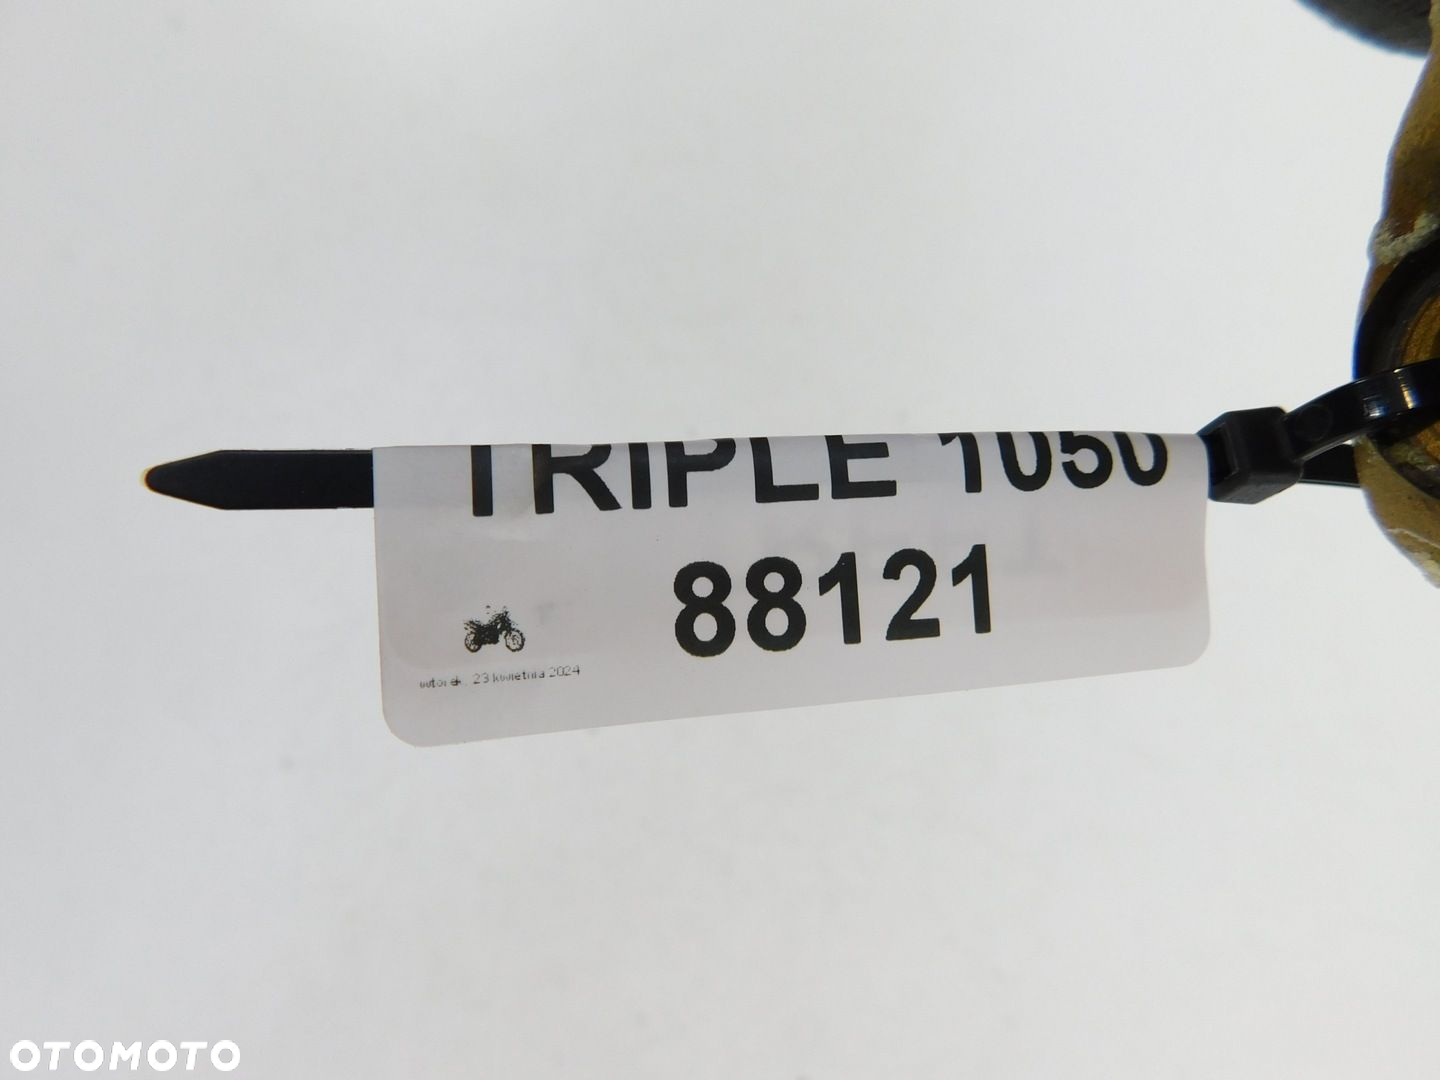 TRIPLE 1050
88121
wtorek, 23 kwietnia 2024
OTOMOTO